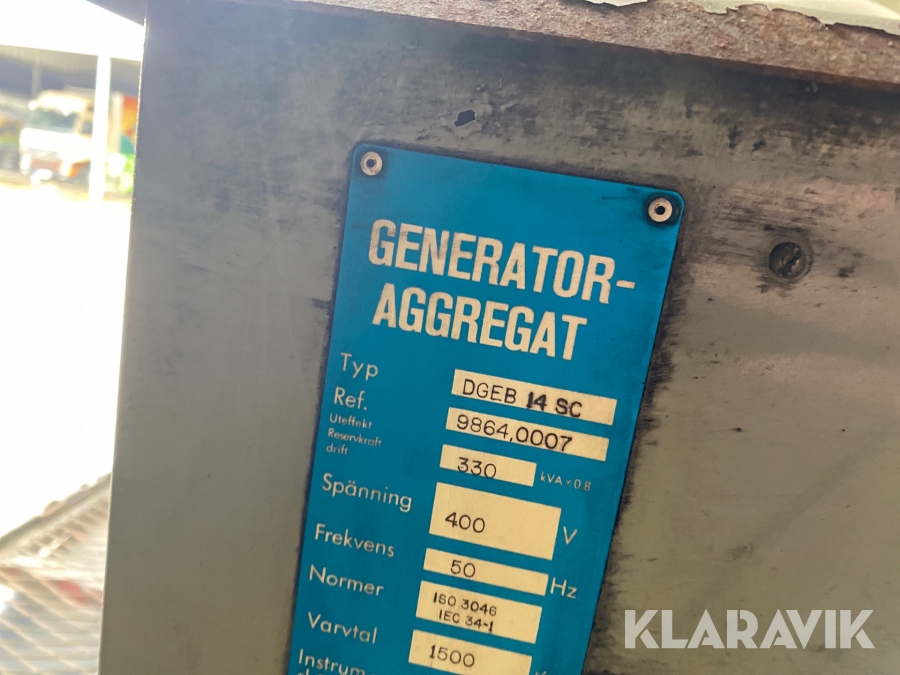 GENERATOR-
AGGREGAT
Typ DGEB 14 SC
Ref. 9864,0007
Uteffekt
Reservkraft
drift 330 kVA x 0.8
Spänning 400 V
Frekvens 50 Hz
Normer ISO 3046
IEC 34-1
Varvtal 1500
Instrum
KLARAVIK